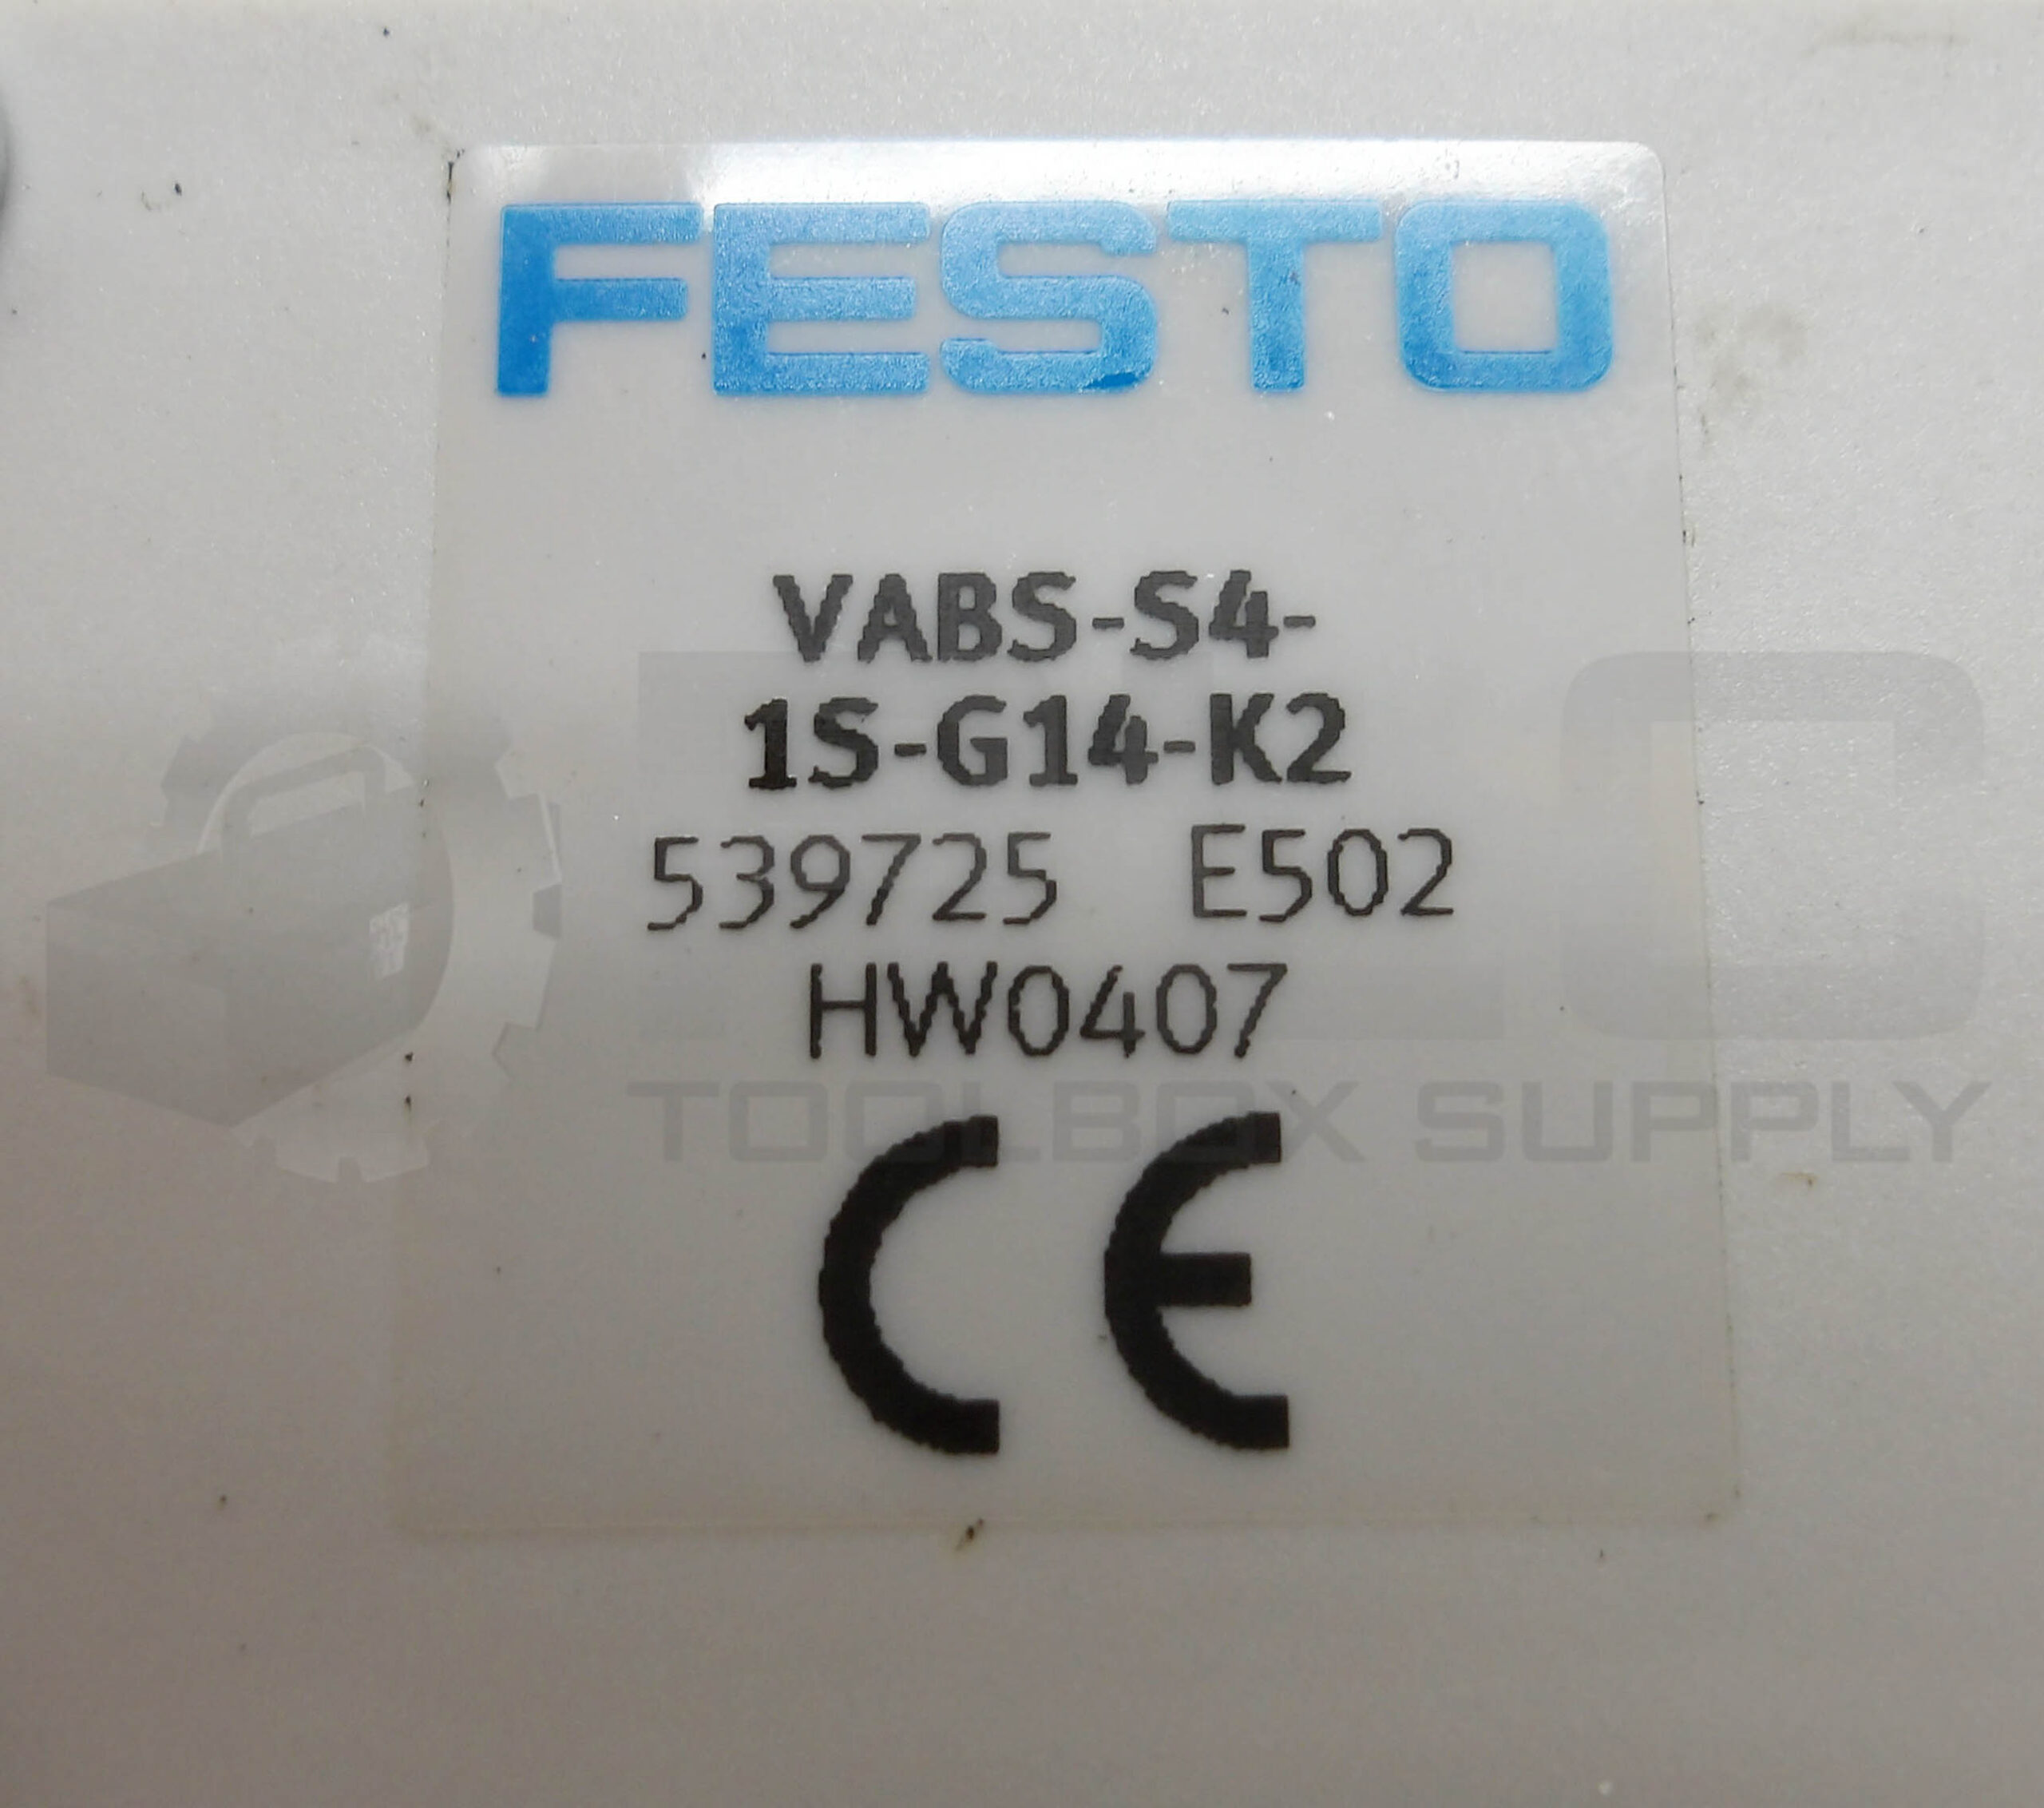 FESTO
VABS-S4-
1S-G14-K2
539725 E502
HW0407
CE
TOOLBOX SUPPLY